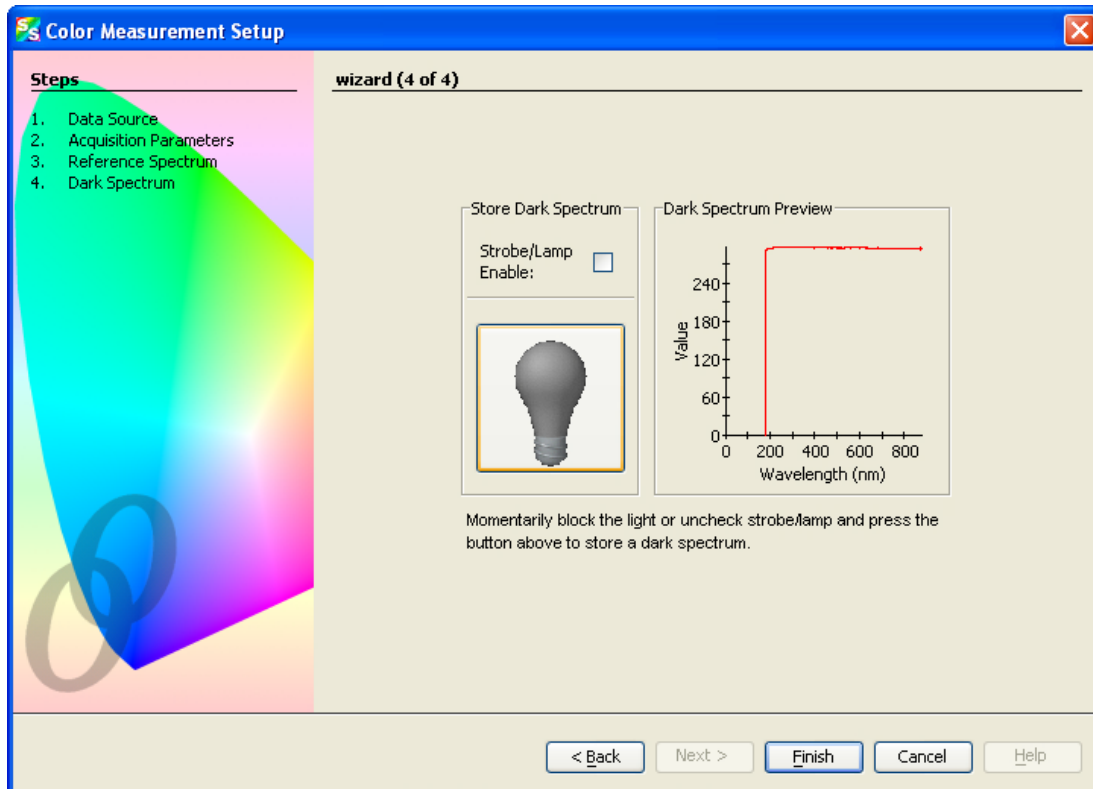 Color Measurement Setup
Steps
1. Data Source
2. Acquisition Parameters
3. Reference Spectrum
4. Dark Spectrum
wizard (4 of 4)
Store Dark Spectrum
Strobe/Lamp
Enable:
Dark Spectrum Preview
Value
240
180
120
60
0
0 200 400 600 800
Wavelength (nm)
Momentarily block the light or uncheck strobe/lamp and press the
button above to store a dark spectrum.
< Back
Next >
Finish
Cancel
Help